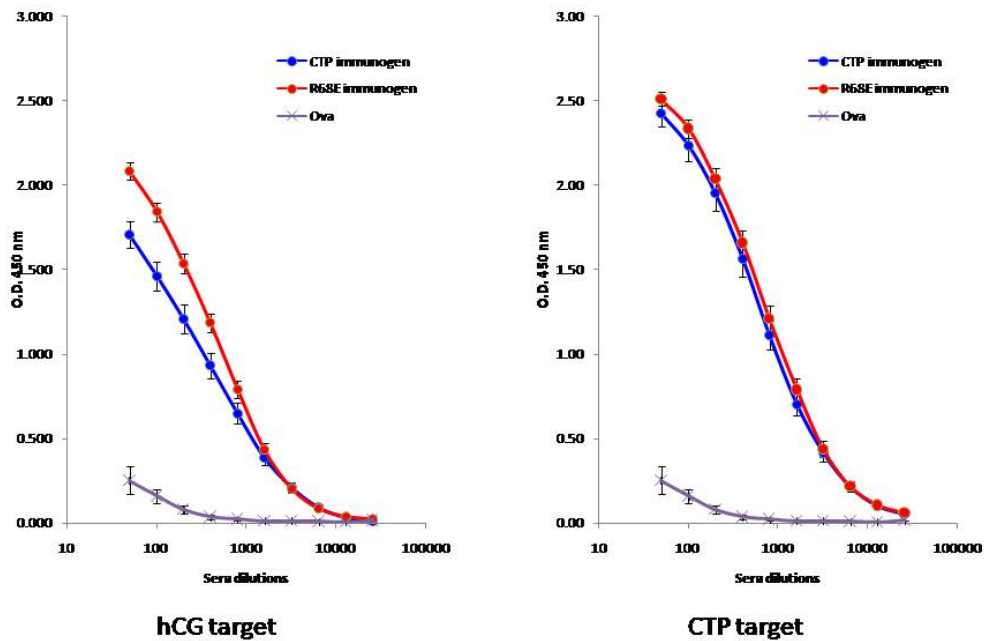 3.000
2.500
2.000
1.500
1.000
0.500
0.000
O.D. 450 nm
CTP immunogen
R68E immunogen
Ova
10
100
1000
10000
100000
Sera dilutions
hCG target
3.00
2.50
2.00
1.50
1.00
0.50
0.00
O.D. 450 nm
CTP immunogen
R68E immunogen
Ova
10
100
1000
10000
100000
Sera dilutions
CTP target